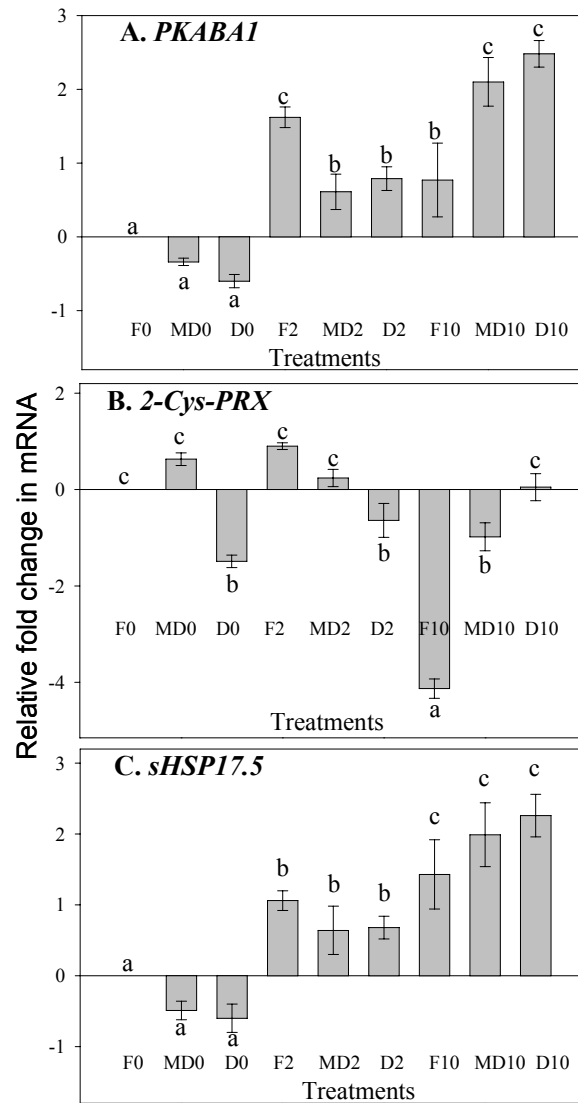 Relative fold change in mRNA
A. PKABA1
3
2
1
0
-1
a
a
a
c
b
b
b
c
c
F0 MD0 D0 F2 MD2 D2 F10 MD10 D10
Treatments
B. 2-Cys-PRX
2
0
-2
-4
c
c
b
c
c
b
a
b
c
F0 MD0 D0 F2 MD2 D2 F10 MD10 D10
Treatments
C. sHSP17.5
3
2
1
0
-1
a
a
a
b
b
b
c
c
c
F0 MD0 D0 F2 MD2 D2 F10 MD10 D10
Treatments